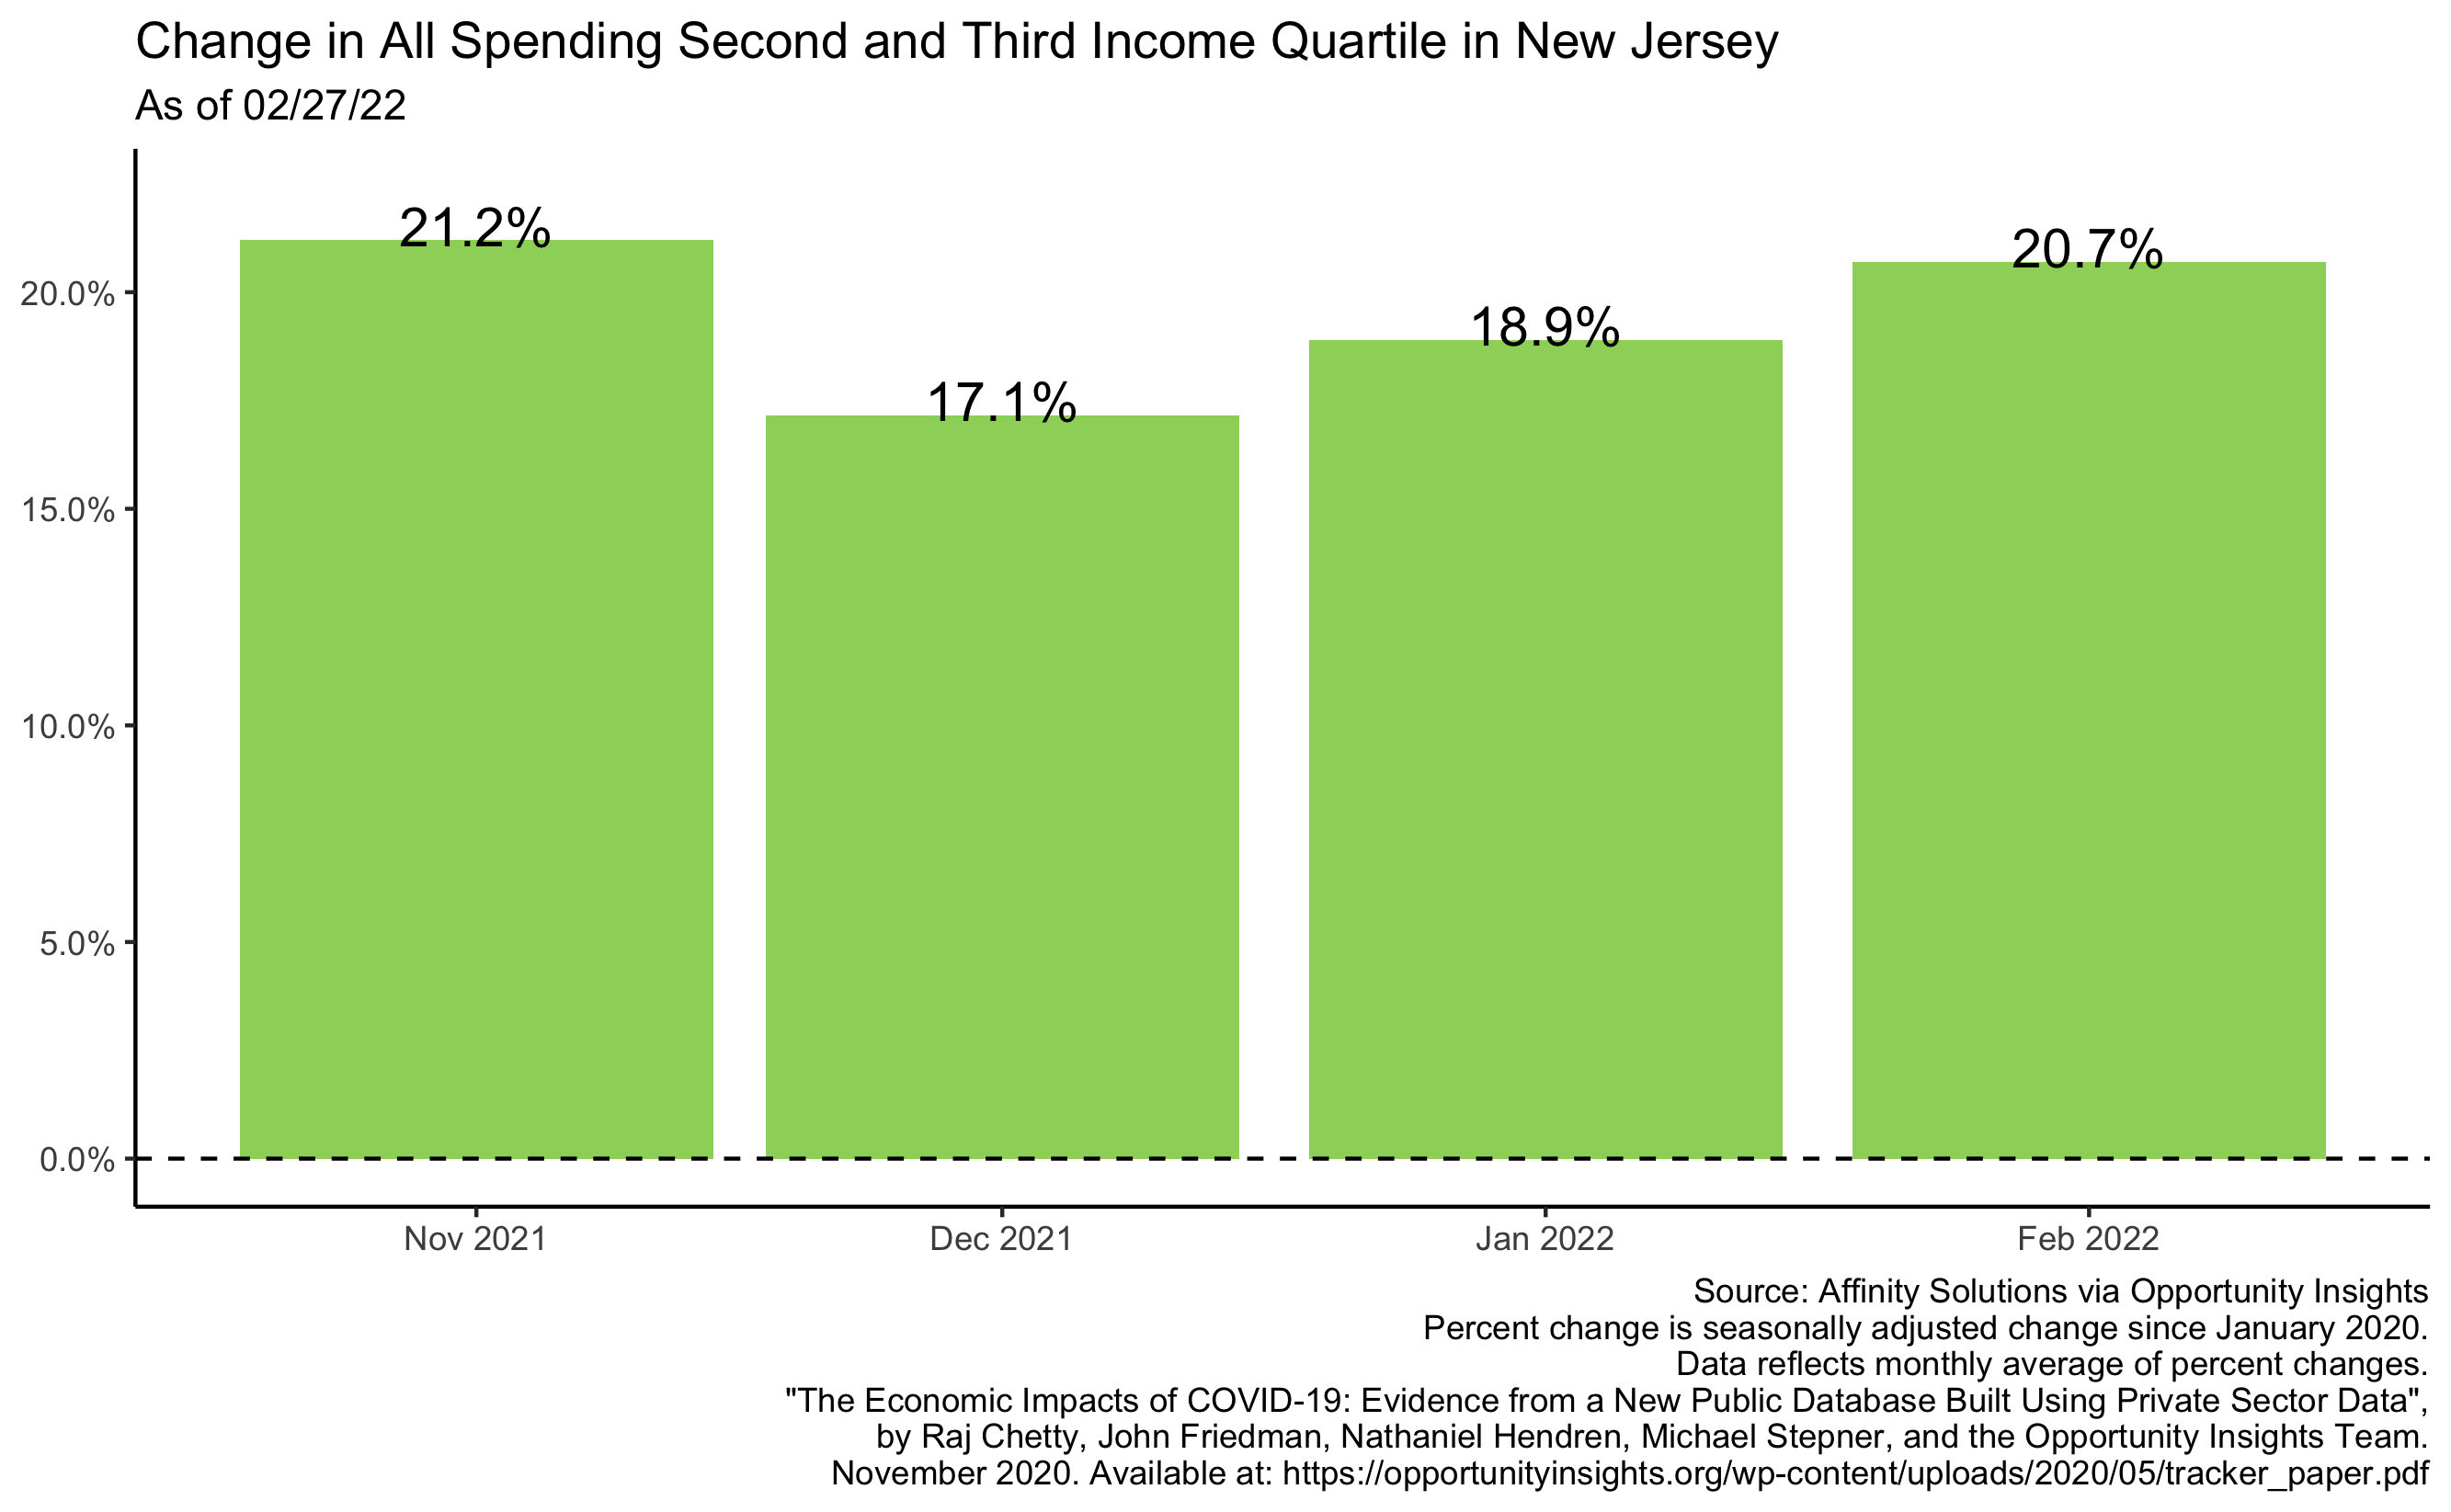 Change in All Spending Second and Third Income Quartile in New Jersey
As of 02/27/22
21.2%
17.1%
18.9%
20.7%
20.0%
15.0%
10.0%
5.0%
0.0%
Nov 2021
Dec 2021
Jan 2022
Feb 2022
Source: Affinity Solutions via Opportunity Insights
Percent change is seasonally adjusted change since January 2020.
Data reflects monthly average of percent changes.
"The Economic Impacts of COVID-19: Evidence from a New Public Database Built Using Private Sector Data",
by Raj Chetty, John Friedman, Nathaniel Hendren, Michael Stepner, and the Opportunity Insights Team.
November 2020. Available at: https://opportunityinsights.org/wp-content/uploads/2020/05/tracker_paper.pdf